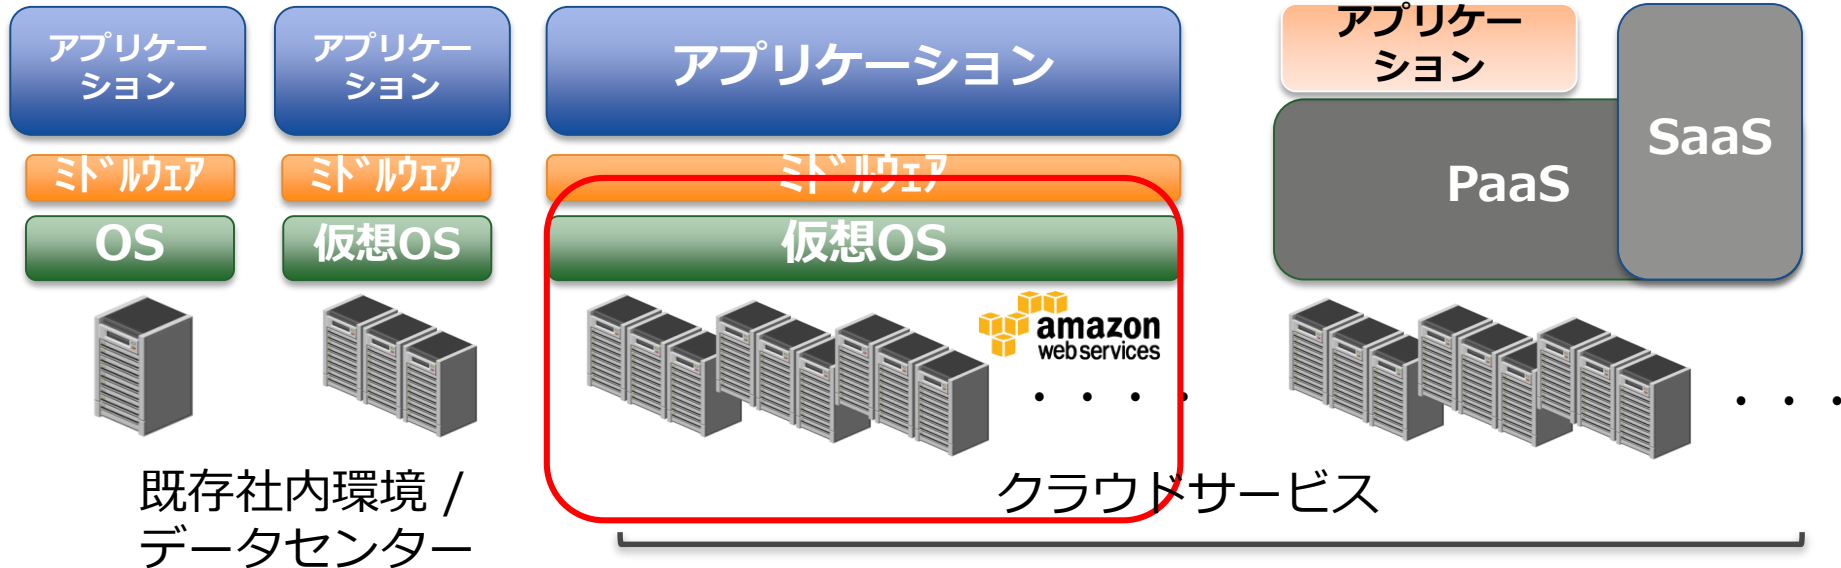 アプリケー
ション
アプリケー
ション
アプリケーション
アプリケー
ション
SaaS
PaaS
ﾐﾄﾞﾙｳｪｱ
ﾐﾄﾞﾙｳｪｱ
ﾐﾄﾞﾙｳｪｱ
OS
仮想OS
仮想OS
amazon
web services
・・・・
・・・
既存社内環境 /
データセンター
クラウドサービス